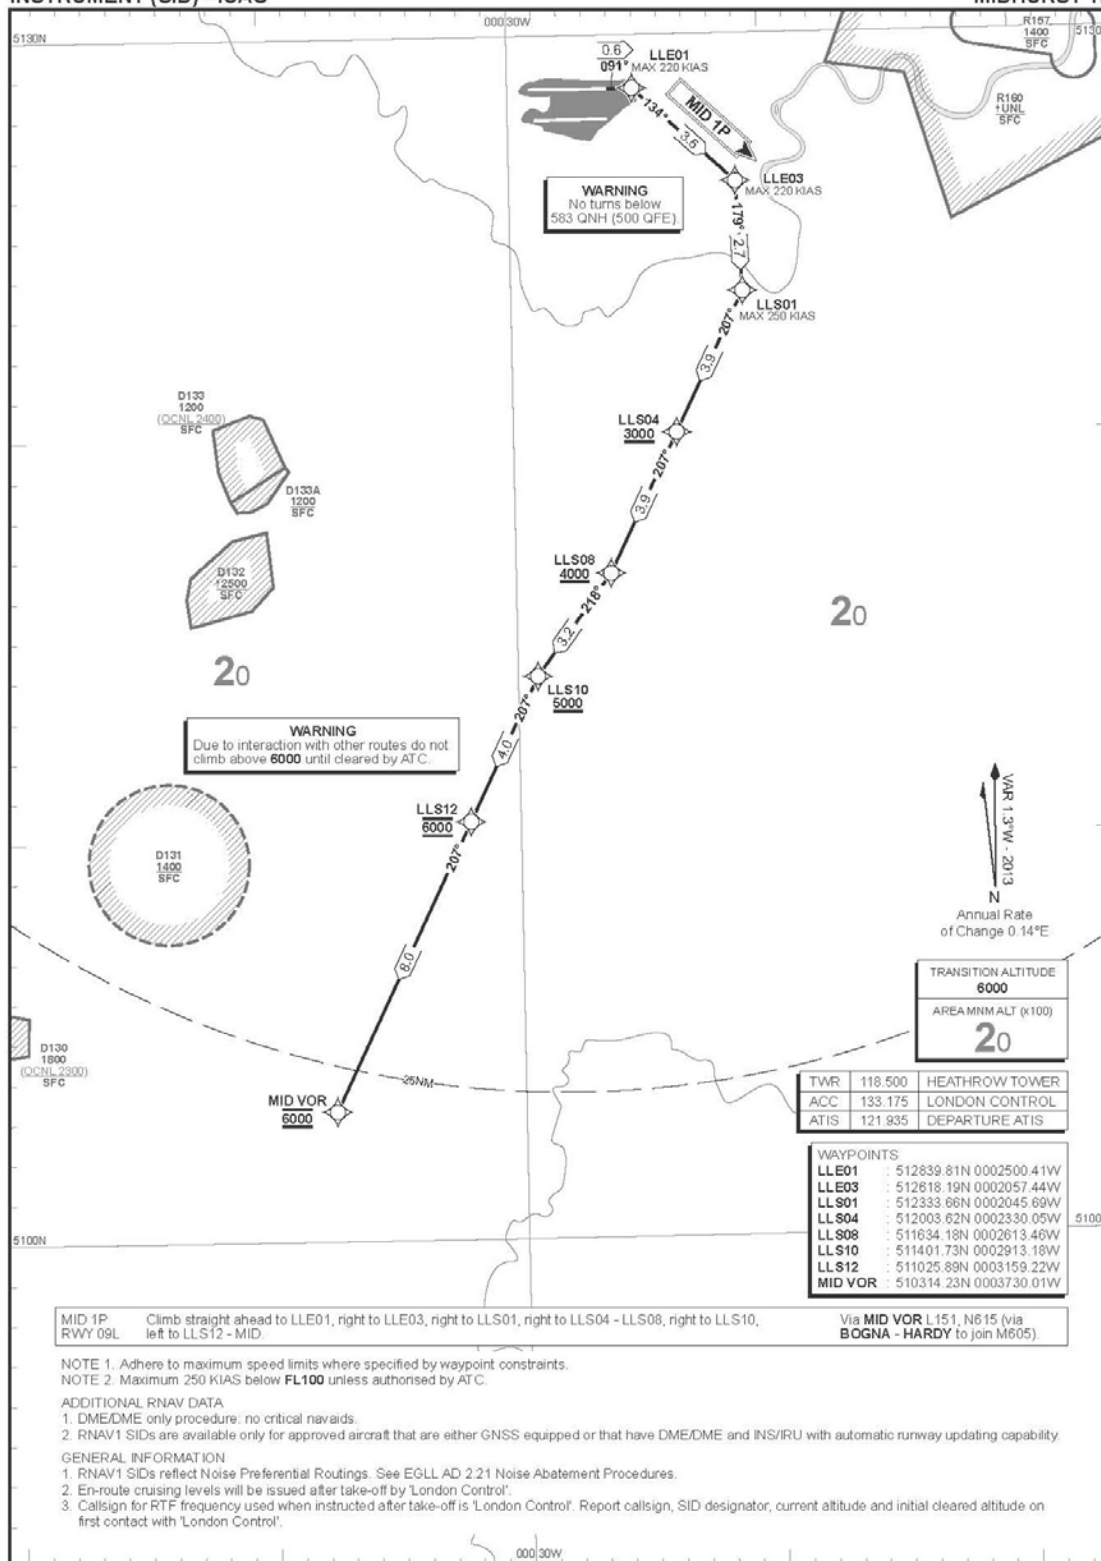 INSTRUMENT (SID) - ICAO
000 30W
5130N
5130
R157
1400
SFC
R160
↑UNL
SFC
0.6
091°
LLE01
MAX 220 KIAS
134°
3.6
MID 1P
LLE03
MAX 220 KIAS
WARNING
No turns below
583 QNH (500 QFE).
179°
2.7
LLS01
MAX 250 KIAS
207°
3.9
D133
1200
(OCNL 2400)
SFC
LLS04
3000
D133A
1200
SFC
207°
3.9
LLS08
4000
D132
↑2500
SFC
218°
3.2
20
20
LLS10
5000
207°
4.0
WARNING
Due to interaction with other routes do not
climb above 6000 until cleared by ATC.
LLS12
6000
207°
8.0
D131
1400
SFC
VAR 1.3°W - 2013
N
Annual Rate
of Change 0.14°E
TRANSITION ALTITUDE
6000
AREA MNM ALT (x100)
20
D130
1800
(OCNL 2300)
SFC
25NM
MID VOR
6000
TWR 118.500 HEATHROW TOWER
ACC 133.175 LONDON CONTROL
ATIS 121.935 DEPARTURE ATIS
WAYPOINTS
LLE01 : 512839.81N 0002500.41W
LLE03 : 512618.19N 0002057.44W
LLS01 : 512333.66N 0002045.69W
LLS04 : 512003.62N 0002330.05W
LLS08 : 511634.18N 0002613.46W
LLS10 : 511401.73N 0002913.18W
LLS12 : 511025.89N 0003159.22W
MID VOR : 510314.23N 0003730.01W
5100N
5100
MID 1P Climb straight ahead to LLE01, right to LLE03, right to LLS01, right to LLS04 - LLS08, right to LLS10, Via MID VOR L151, N615 (via
RWY 09L left to LLS12 - MID. BOGNA - HARDY to join M605).
NOTE 1. Adhere to maximum speed limits where specified by waypoint constraints.
NOTE 2. Maximum 250 KIAS below FL100 unless authorised by ATC.
ADDITIONAL RNAV DATA
1. DME/DME only procedure: no critical navaids.
2. RNAV1 SIDs are available only for approved aircraft that are either GNSS equipped or that have DME/DME and INS/IRU with automatic runway updating capability.
GENERAL INFORMATION
1. RNAV1 SIDs reflect Noise Preferential Routings. See EGLL AD 2.21 Noise Abatement Procedures.
2. En-route cruising levels will be issued after take-off by 'London Control'.
3. Callsign for RTF frequency used when instructed after take-off is 'London Control'. Report callsign, SID designator, current altitude and initial cleared altitude on
first contact with 'London Control'.
000 30W